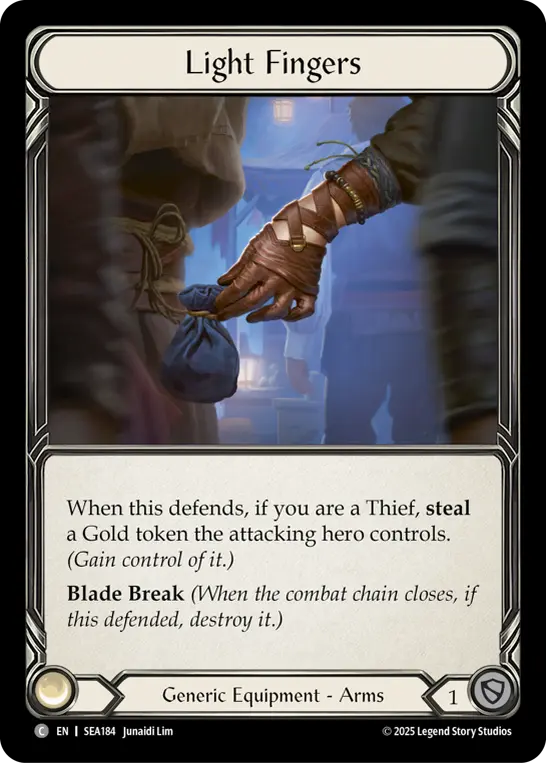 Light Fingers
When this defends, if you are a Thief, steal
a Gold token the attacking hero controls.
(Gain control of it.)
Blade Break (When the combat chain closes, if
this defended, destroy it.)
Generic Equipment - Arms
1
C EN | SEA184 Junaidi Lim
© 2025 Legend Story Studios